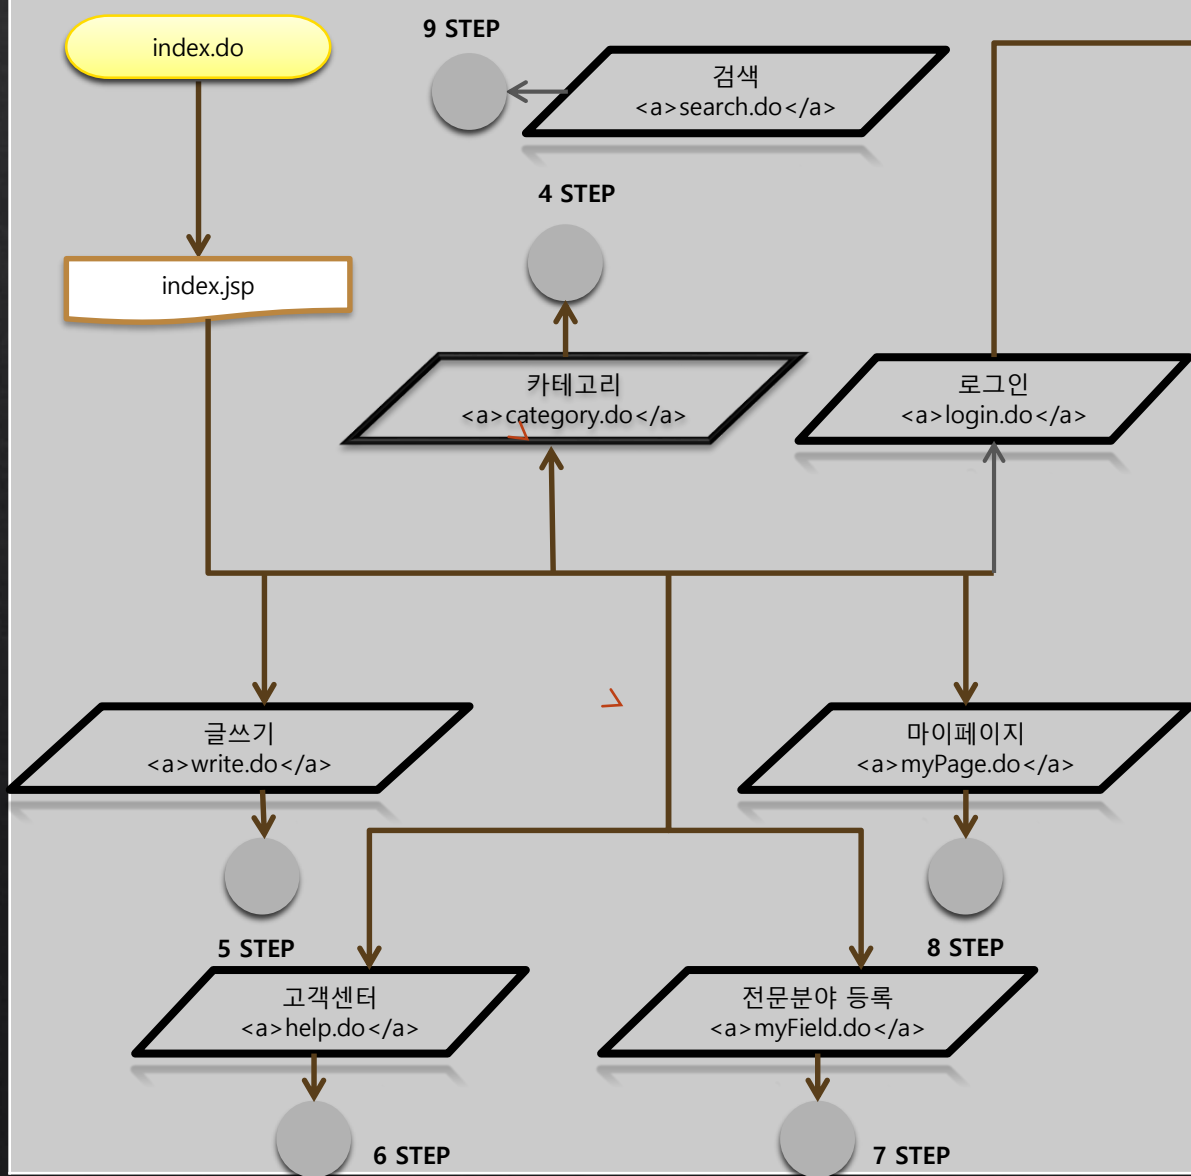 index.do
9 STEP
검색
<a>search.do</a>
4 STEP
index.jsp
카테고리
<a>category.do</a>
로그인
<a>login.do</a>
글쓰기
<a>write.do</a>
마이페이지
<a>myPage.do</a>
5 STEP
8 STEP
고객센터
<a>help.do</a>
전문분야 등록
<a>myField.do</a>
6 STEP
7 STEP